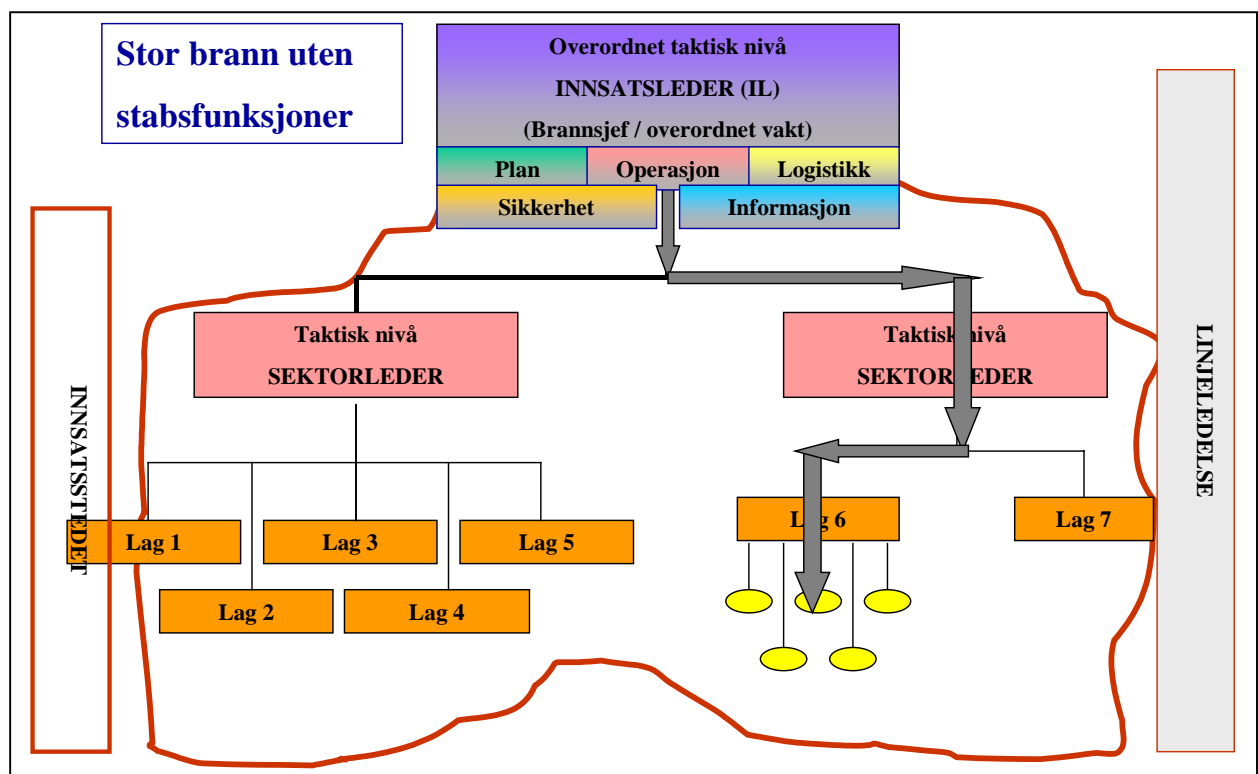 Stor brann uten
stabsfunksjoner
Overordnet taktisk nivå
INNSATSLEDER (IL)
(Brannsjef / overordnet vakt)
Plan
Operasjon
Logistikk
Sikkerhet
Informasjon
INNSATSSTEDET
LINJELEDELSE
Taktisk nivå
SEKTORLEDER
Taktisk nivå
SEKTORLEDER
Lag 1
Lag 3
Lag 5
Lag 2
Lag 4
Lag 6
Lag 7